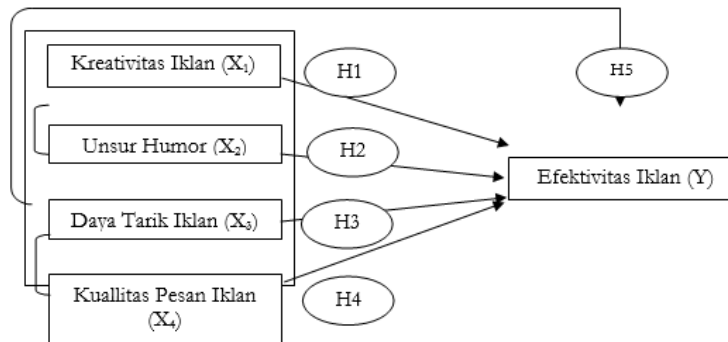 Kreativitas Iklan (X₁)
H1
H5
Unsur Humor (X₂)
H2
Efektivitas Iklan (Y)
Daya Tarik Iklan (X₃)
H3
Kuallitas Pesan Iklan
(X₄)
H4